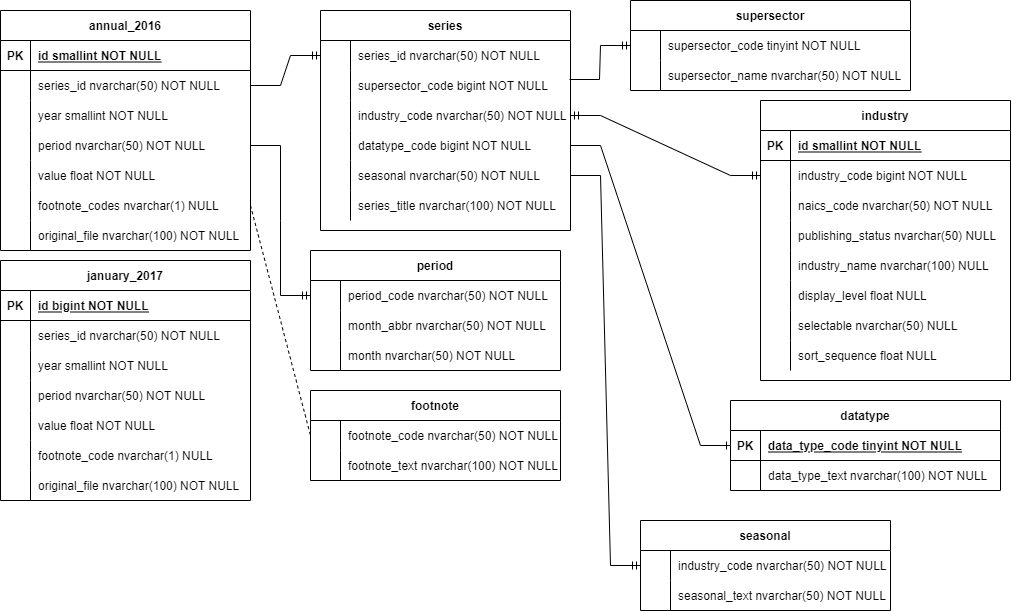 annual_2016
PK id smallint NOT NULL
series_id nvarchar(50) NOT NULL
year smallint NOT NULL
period nvarchar(50) NOT NULL
value float NOT NULL
footnote_codes nvarchar(1) NULL
original_file nvarchar(100) NOT NULL
january_2017
PK id bigint NOT NULL
series_id nvarchar(50) NOT NULL
year smallint NOT NULL
period nvarchar(50) NOT NULL
value float NOT NULL
footnote_code nvarchar(1) NULL
original_file nvarchar(100) NOT NULL
series
series_id nvarchar(50) NOT NULL
supersector_code bigint NOT NULL
industry_code nvarchar(50) NOT NULL
datatype_code bigint NOT NULL
seasonal nvarchar(50) NOT NULL
series_title nvarchar(100) NOT NULL
period
period_code nvarchar(50) NOT NULL
month_abbr nvarchar(50) NOT NULL
month nvarchar(50) NOT NULL
footnote
footnote_code nvarchar(50) NOT NULL
footnote_text nvarchar(100) NOT NULL
supersector
supersector_code tinyint NOT NULL
supersector_name nvarchar(50) NOT NULL
industry
PK id smallint NOT NULL
industry_code bigint NOT NULL
naics_code nvarchar(50) NOT NULL
publishing_status nvarchar(50) NULL
industry_name nvarchar(100) NULL
display_level float NULL
selectable nvarchar(50) NULL
sort_sequence float NULL
datatype
PK data_type_code tinyint NOT NULL
data_type_text nvarchar(100) NOT NULL
seasonal
industry_code nvarchar(50) NOT NULL
seasonal_text nvarchar(50) NOT NULL